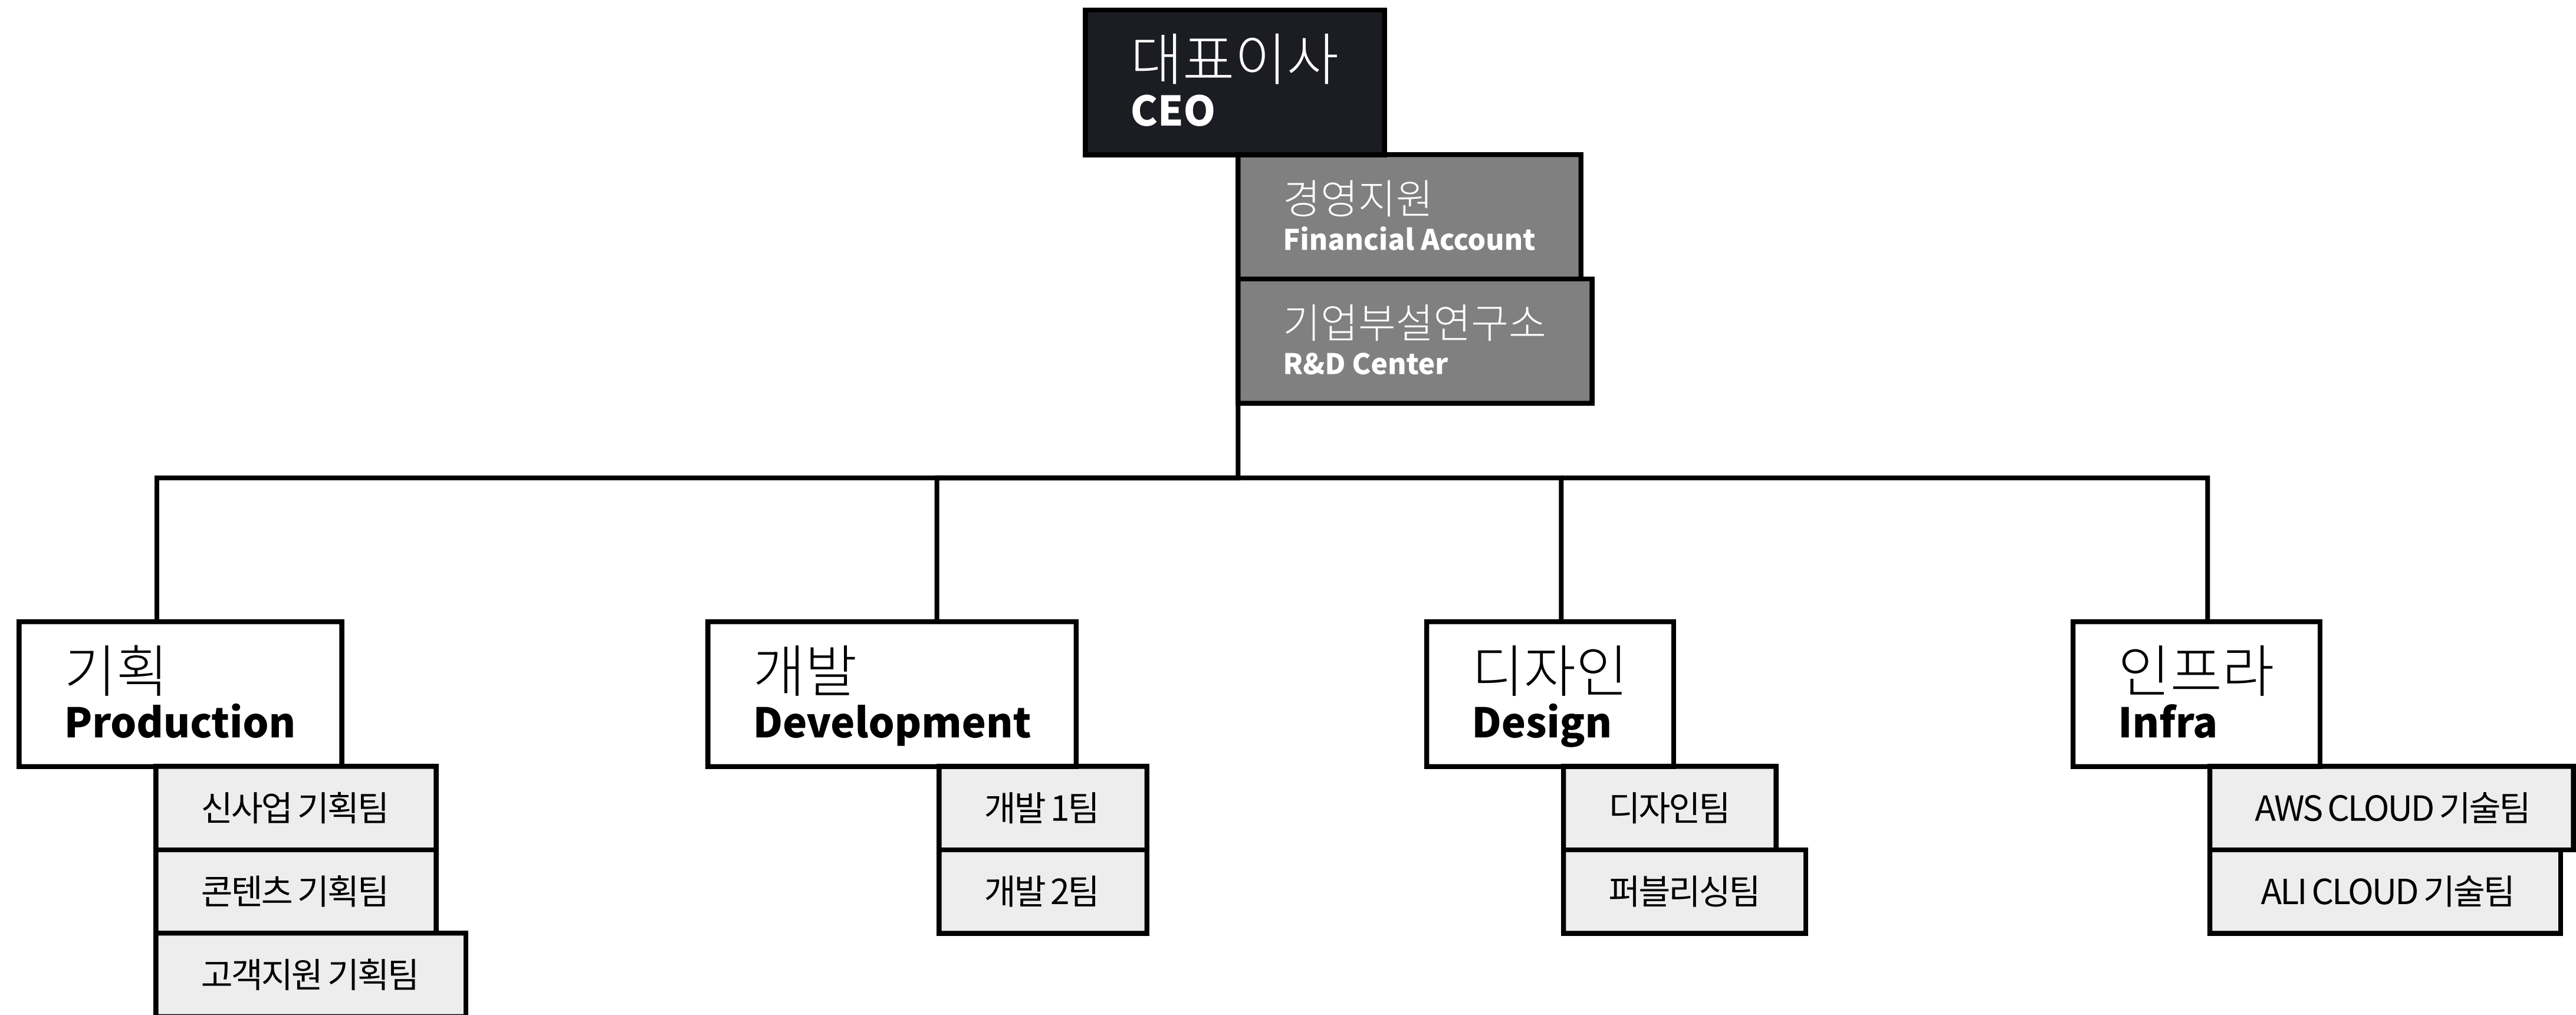 대표이사
CEO
경영지원
Financial Account
기업부설연구소
R&D Center
기획
Production
신사업 기획팀
콘텐츠 기획팀
고객지원 기획팀
개발
Development
개발 1팀
개발 2팀
디자인
Design
디자인팀
퍼블리싱팀
인프라
Infra
AWS CLOUD 기술팀
ALI CLOUD 기술팀